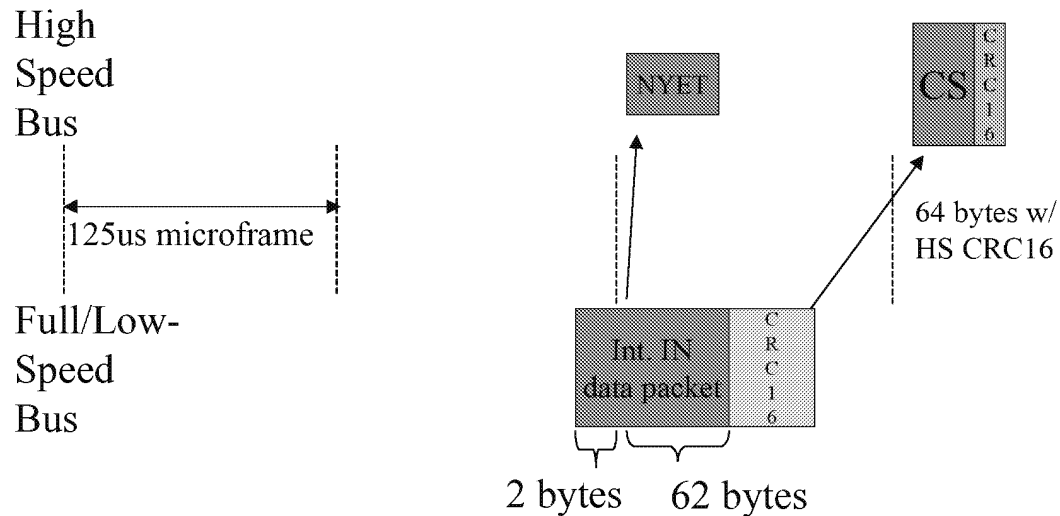 High
Speed
Bus
NYET
CS
CRC16
125us microframe
64 bytes w/
HS CRC16
Full/Low-
Speed
Bus
Int. IN
data packet
CRC16
2 bytes
62 bytes